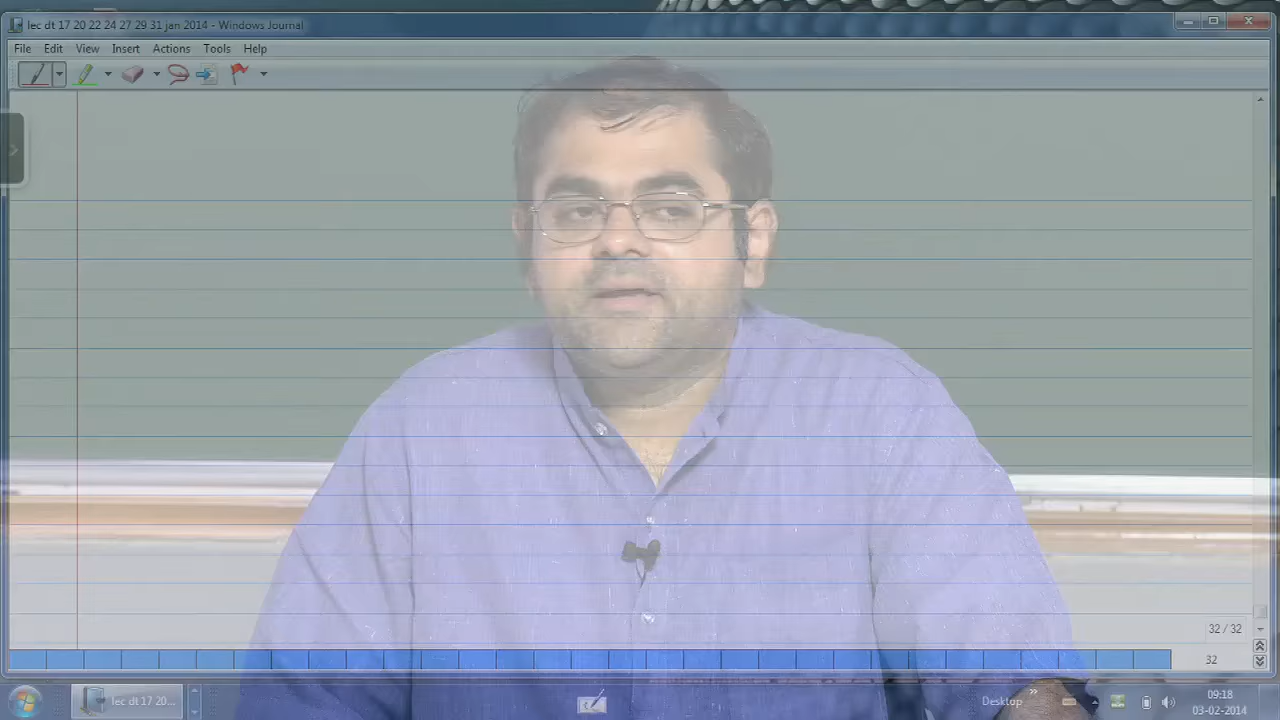 lec dt 17 20 22 24 27 29 31 jan 2014 - Windows Journal
File Edit View Insert Actions Tools Help
32 / 32
32
lec dt 17 20...
Desktop
09:18
03-02-2014